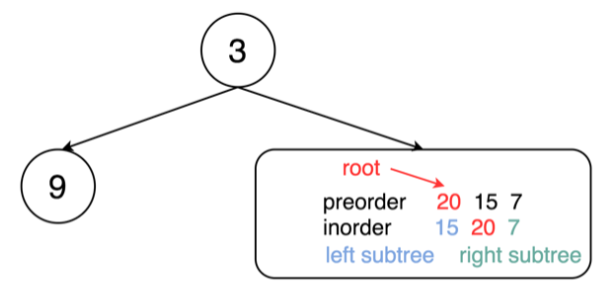 3
9
root
preorder 20 15 7
inorder 15 20 7
left subtree right subtree